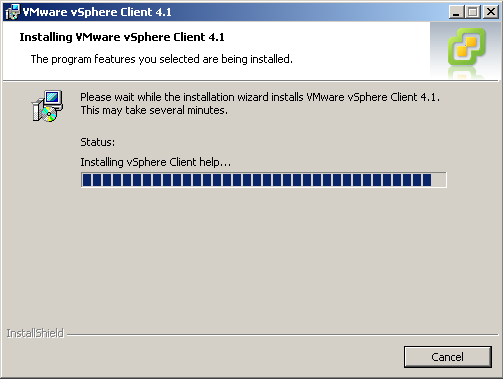 VMware vSphere Client 4.1
Installing VMware vSphere Client 4.1
The program features you selected are being installed.
Please wait while the installation wizard installs VMware vSphere Client 4.1.
This may take several minutes.
Status:
Installing vSphere Client help...
InstallShield
Cancel